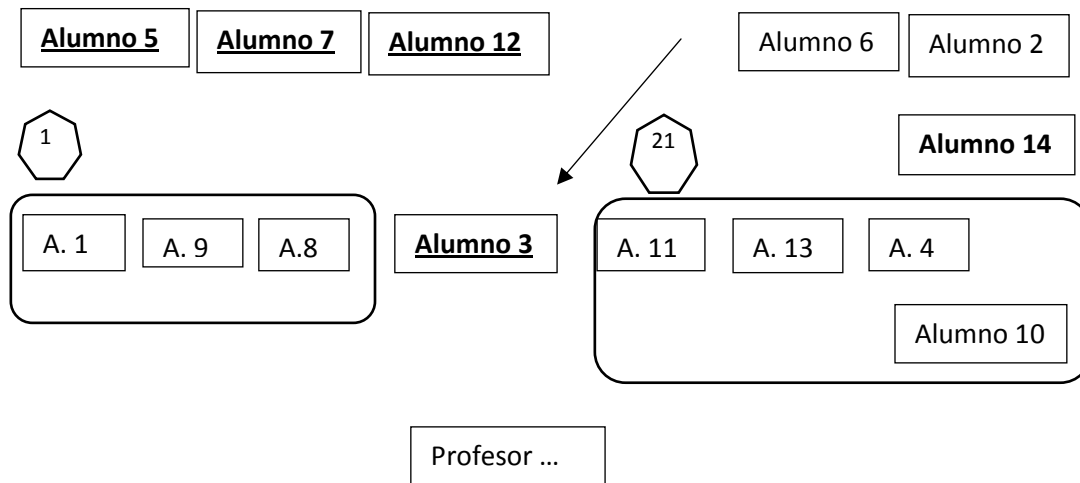 Alumno 5 Alumno 7 Alumno 12 Alumno 6 Alumno 2
1 21 Alumno 14
A. 1 A. 9 A.8 Alumno 3 A. 11 A. 13 A. 4
Alumno 10
Profesor …